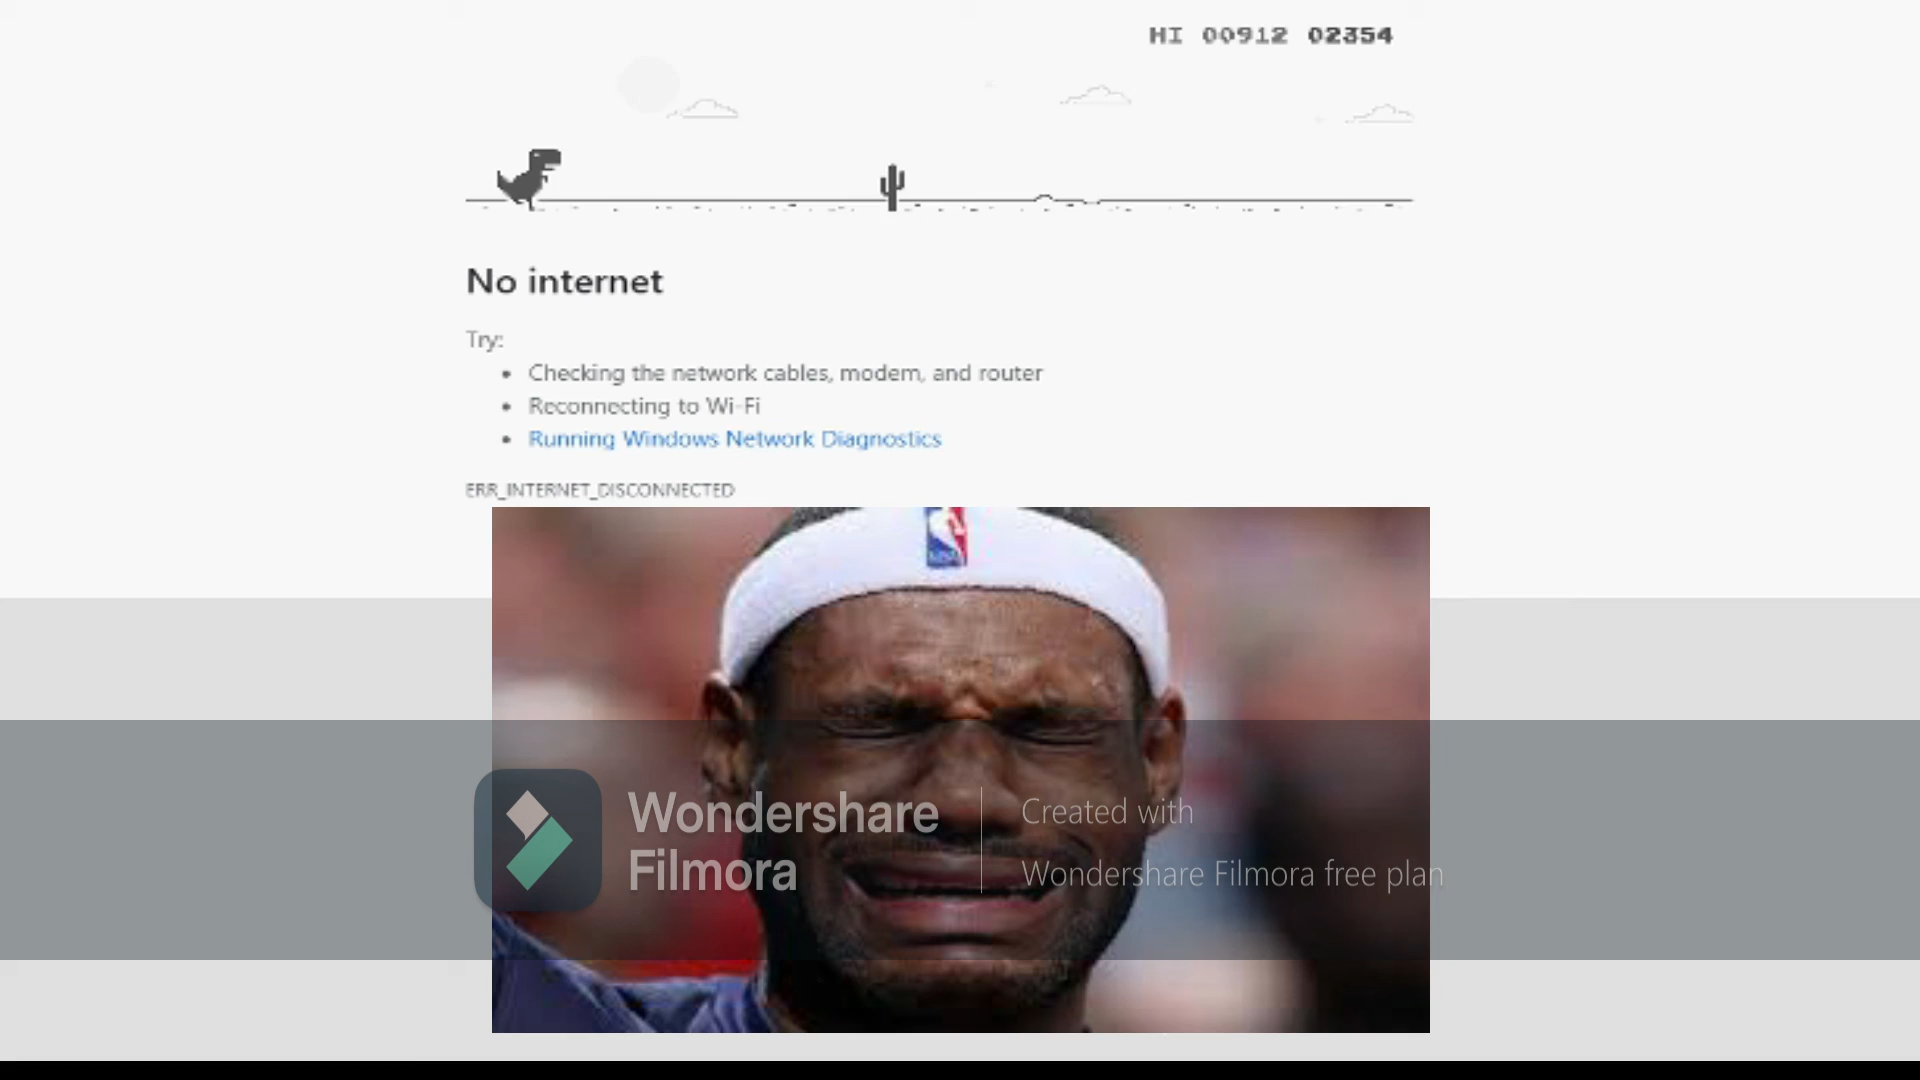 HI 00912 02354
No internet
Try:
Checking the network cables, modem, and router
Reconnecting to Wi-Fi
Running Windows Network Diagnostics
ERR_INTERNET_DISCONNECTED
Wondershare
Filmora
Created with
Wondershare Filmora free plan